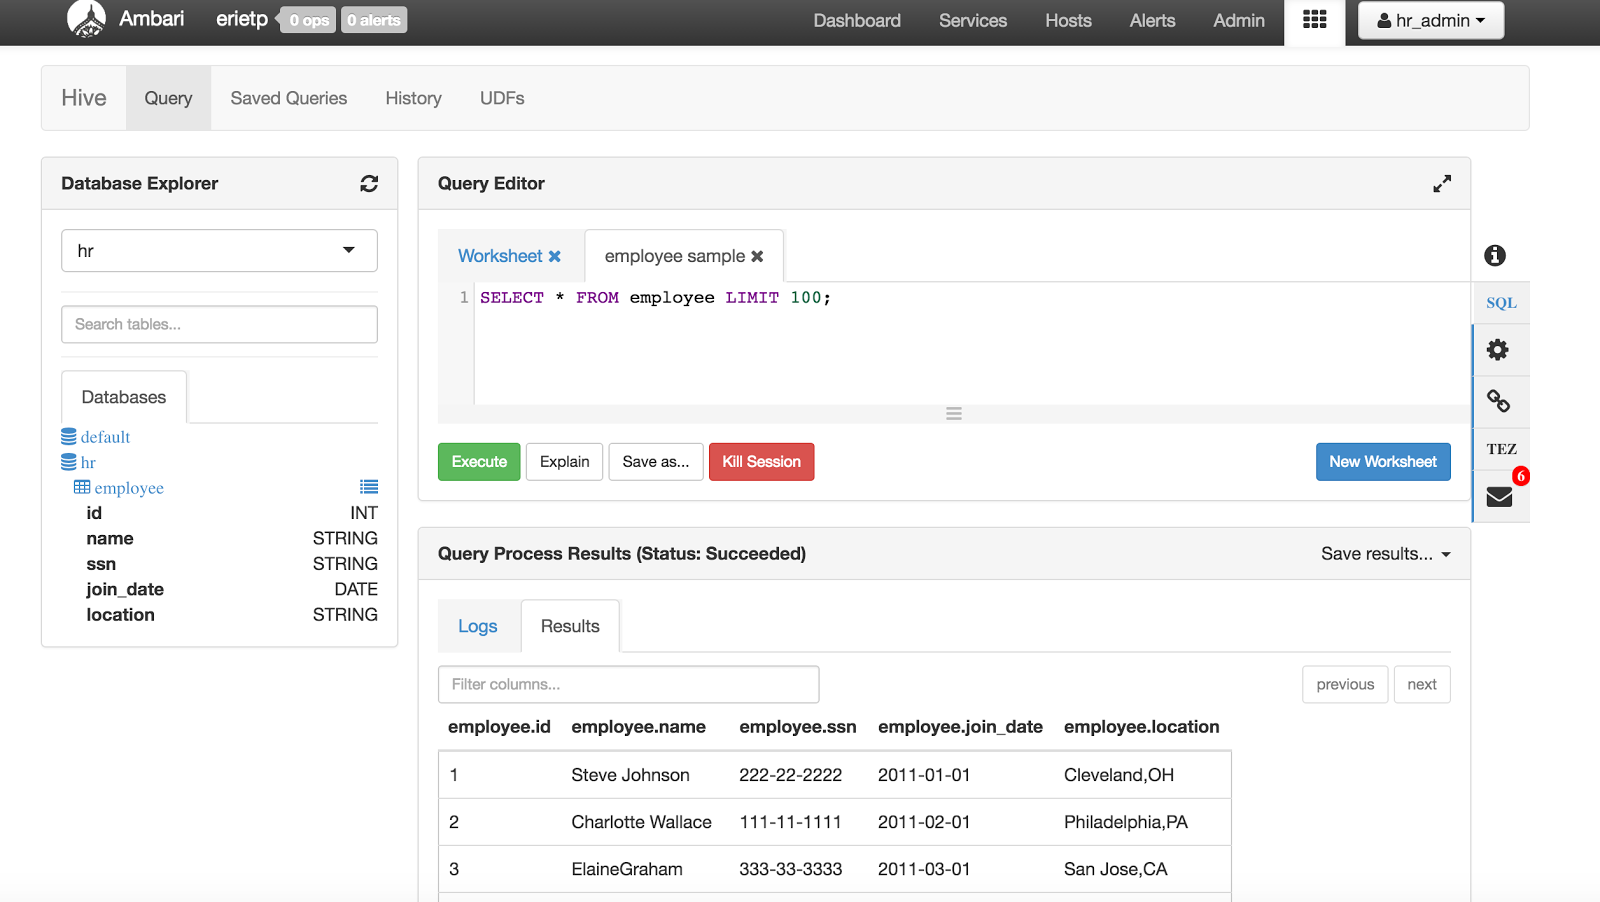 Ambari erietp 0 ops 0 alerts Dashboard Services Hosts Alerts Admin hr_admin
Hive Query Saved Queries History UDFs
Database Explorer
hr
Search tables...
Databases
default
hr
employee
id INT
name STRING
ssn STRING
join_date DATE
location STRING
Query Editor
Worksheet employee sample
1 SELECT * FROM employee LIMIT 100;
Execute Explain Save as... Kill Session New Worksheet
SQL
TEZ
6
Query Process Results (Status: Succeeded) Save results...
Logs Results
Filter columns... previous next
employee.id employee.name employee.ssn employee.join_date employee.location
1 Steve Johnson 222-22-2222 2011-01-01 Cleveland,OH
2 Charlotte Wallace 111-11-1111 2011-02-01 Philadelphia,PA
3 ElaineGraham 333-33-3333 2011-03-01 San Jose,CA